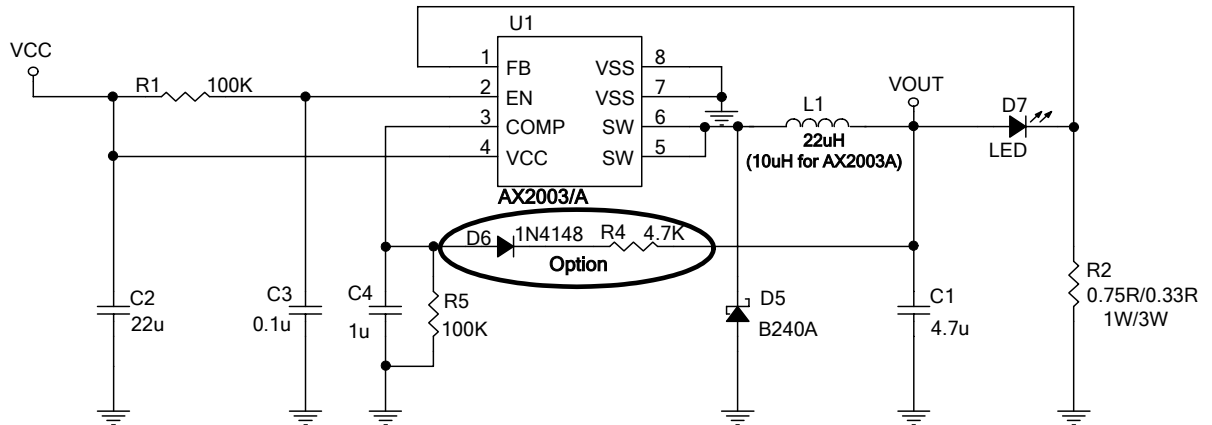 U1
VCC
R1 100K
1 FB
2 EN
3 COMP
4 VCC
VSS 8
VSS 7
SW 6
SW 5
AX2003/A
L1
22uH
(10uH for AX2003A)
VOUT
D7
LED
D6 1N4148 R4 4.7K
Option
C2
22u
C3
0.1u
C4
1u
R5
100K
D5
B240A
C1
4.7u
R2
0.75R/0.33R
1W/3W